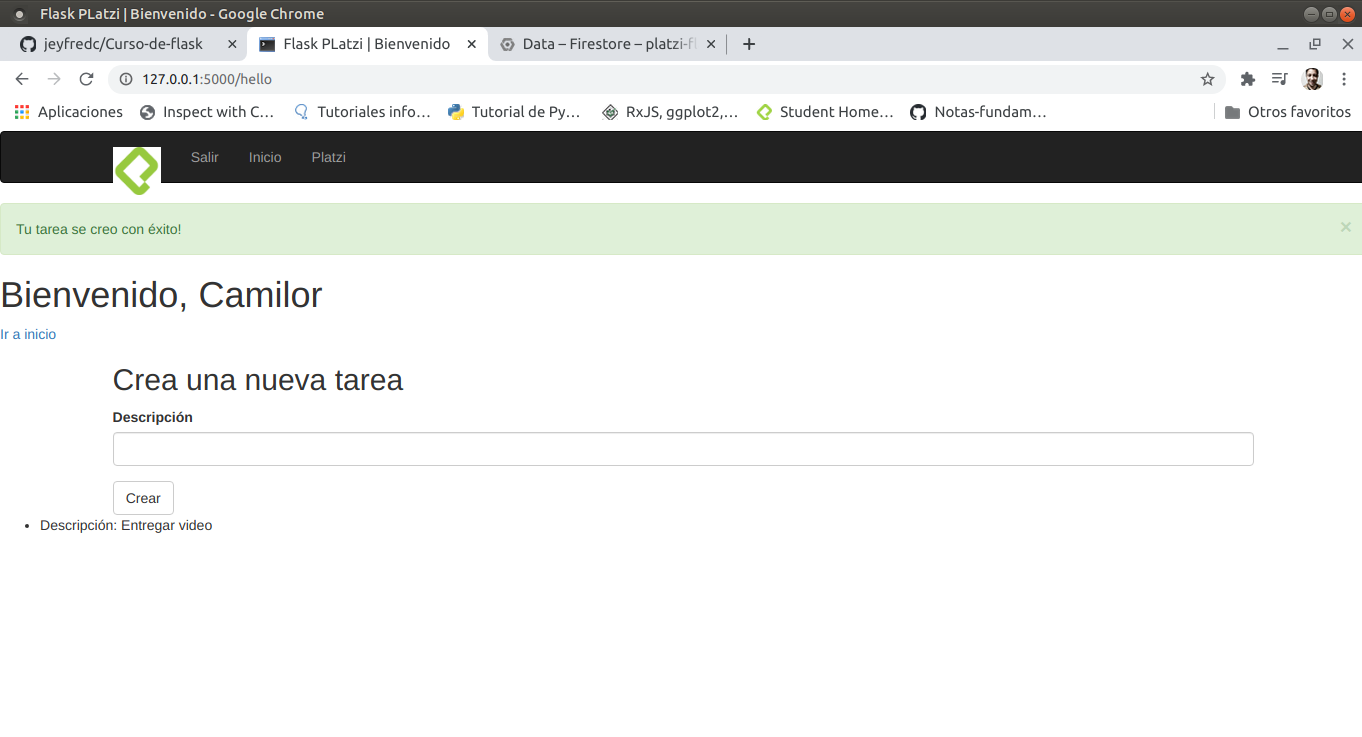 Flask PLatzi | Bienvenido - Google Chrome
jeyfredc/Curso-de-flask
Flask PLatzi | Bienvenido
Data – Firestore – platzi-fl
127.0.0.1:5000/hello
Aplicaciones
Inspect with C…
Tutoriales info…
Tutorial de Py…
RxJS, ggplot2,…
Student Home…
Notas-fundam…
Otros favoritos
Salir
Inicio
Platzi
Tu tarea se creo con éxito!
×
Bienvenido, Camilor
Ir a inicio
Crea una nueva tarea
Descripción
Crear
• Descripción: Entregar video